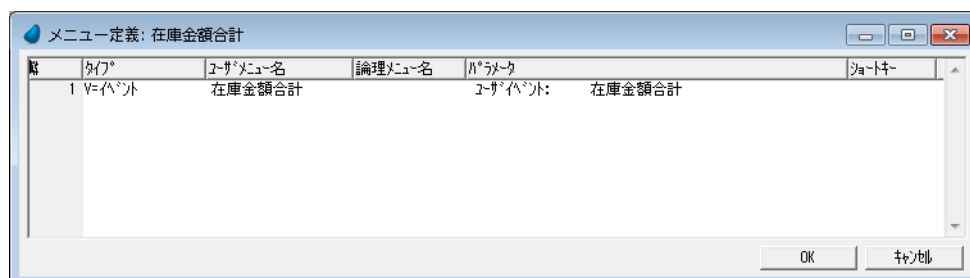 メニュー定義: 在庫金額合計
# ﾀｲﾌﾟ ﾕｰｻﾞﾒﾆｭｰ名 論理ﾒﾆｭｰ名 ﾊﾟﾗﾒｰﾀ ｼｮｰﾄｷｰ
1 V=ｲﾍﾞﾝﾄ 在庫金額合計 ﾕｰｻﾞｲﾍﾞﾝﾄ: 在庫金額合計
OK ｷｬﾝｾﾙ